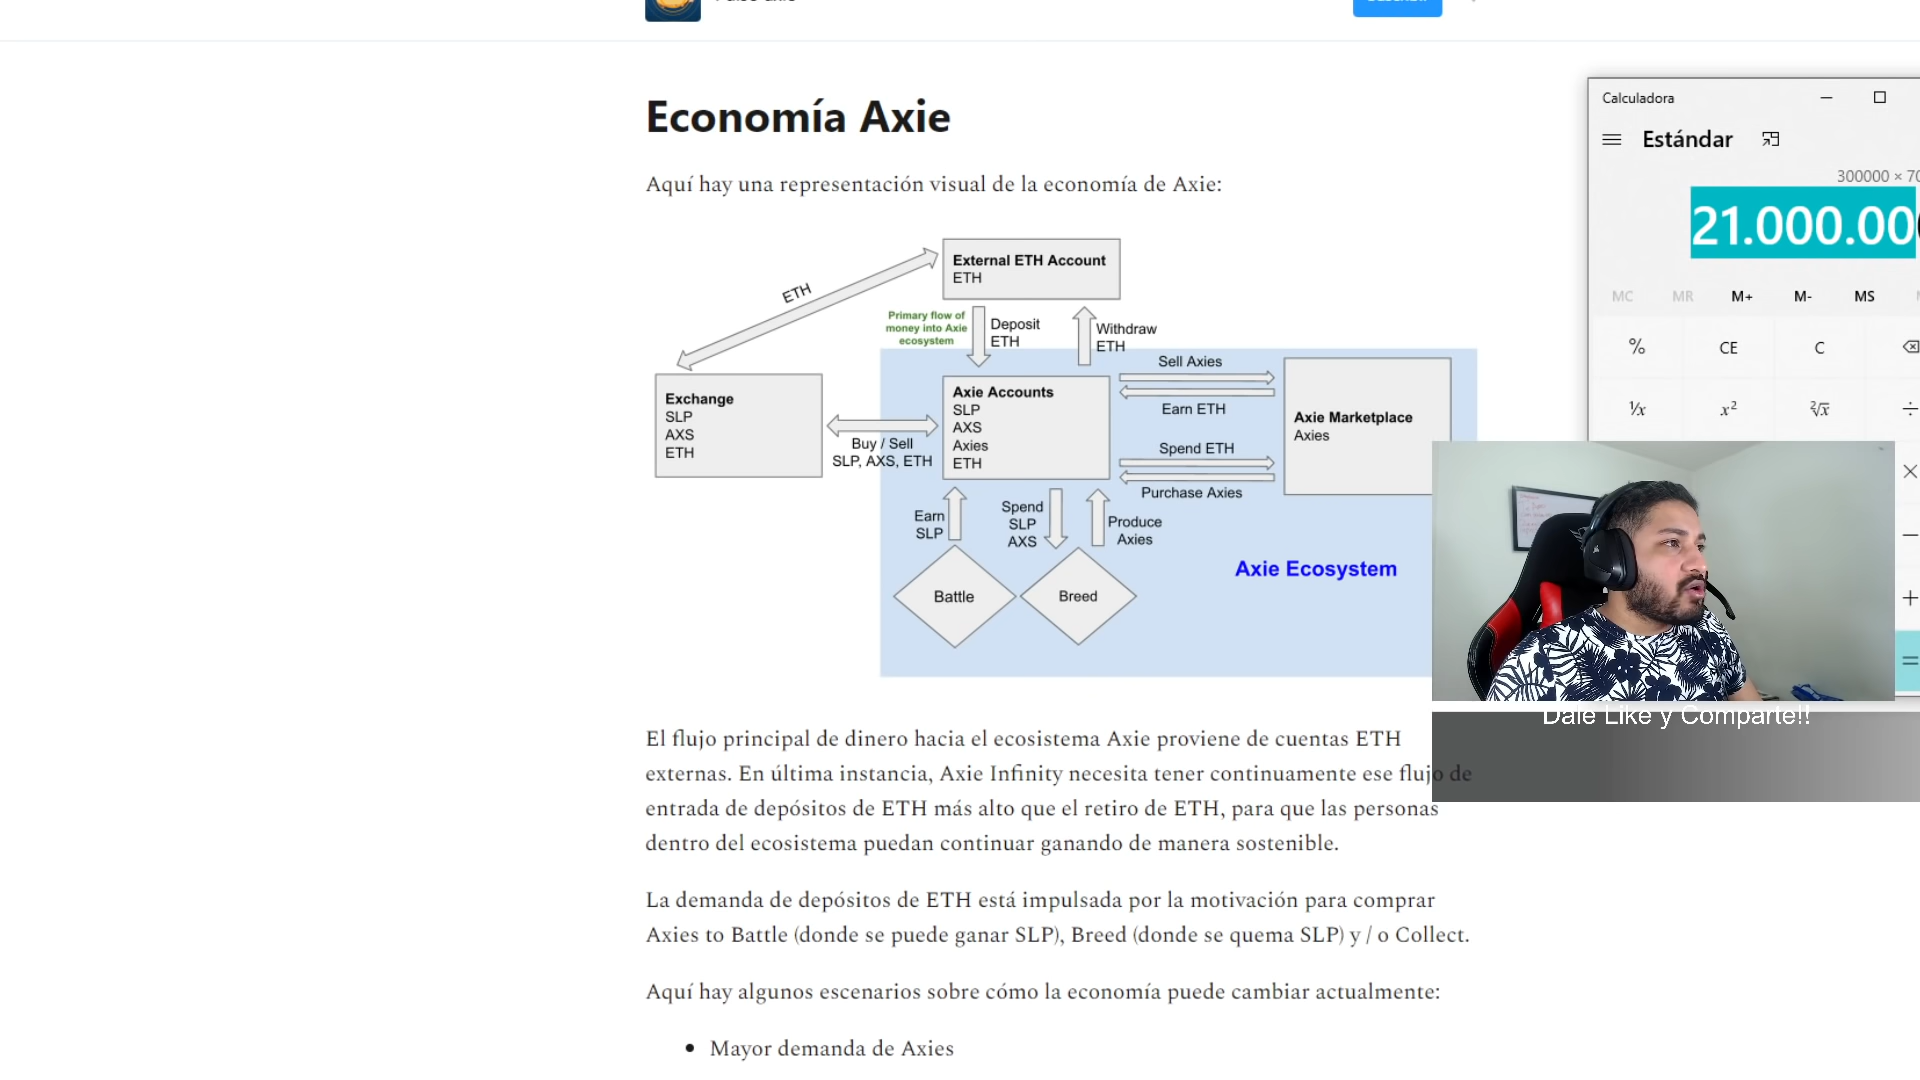 Economía Axie
Aquí hay una representación visual de la economía de Axie:
External ETH Account
ETH
ETH
Primary flow of
money into Axie
ecosystem
Deposit
ETH
Withdraw
ETH
Exchange
SLP
AXS
ETH
Buy / Sell
SLP, AXS, ETH
Axie Accounts
SLP
AXS
Axies
ETH
Sell Axies
Earn ETH
Spend ETH
Purchase Axies
Axie Marketplace
Axies
Earn
SLP
Spend
SLP
AXS
Produce
Axies
Battle
Breed
Axie Ecosystem
El flujo principal de dinero hacia el ecosistema Axie proviene de cuentas ETH
externas. En última instancia, Axie Infinity necesita tener continuamente ese flujo de
entrada de depósitos de ETH más alto que el retiro de ETH, para que las personas
dentro del ecosistema puedan continuar ganando de manera sostenible.
La demanda de depósitos de ETH está impulsada por la motivación para comprar
Axies to Battle (donde se puede ganar SLP), Breed (donde se quema SLP) y / o Collect.
Aquí hay algunos escenarios sobre cómo la economía puede cambiar actualmente:
• Mayor demanda de Axies
Calculadora
Estándar
300000 × 70
21.000.00
MC MR M+ M- MS
% CE C
¹/x x² ²√x ÷
×
−
+
=
Dale Like y Comparte!!